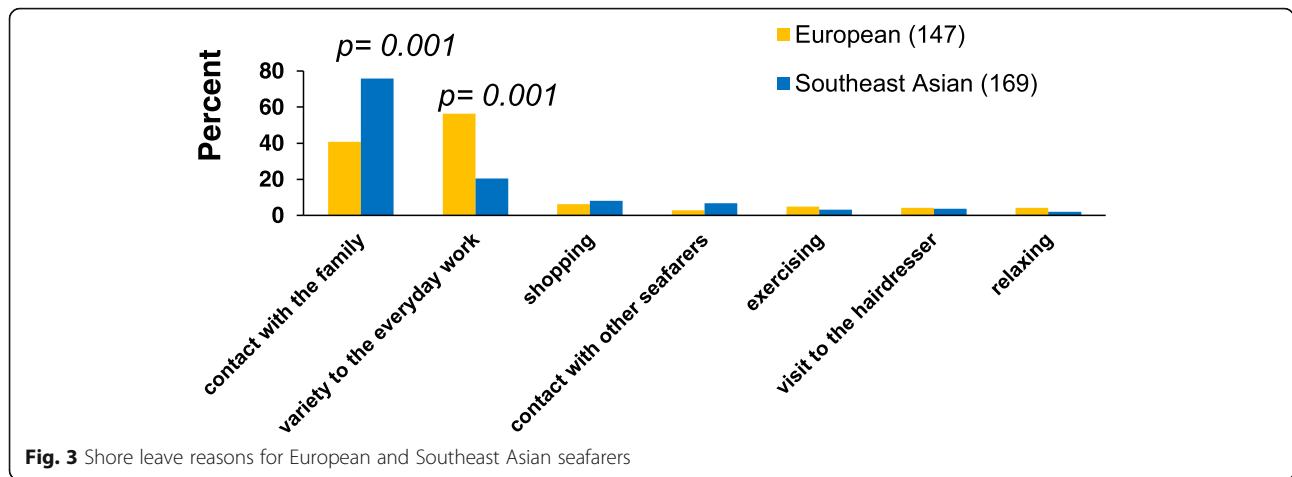 p= 0.001
European (147)
Southeast Asian (169)
p= 0.001
Percent
80
60
40
20
0
contact with the family
variety to the everyday work
shopping
contact with other seafarers
exercising
visit to the hairdresser
relaxing
Fig. 3 Shore leave reasons for European and Southeast Asian seafarers